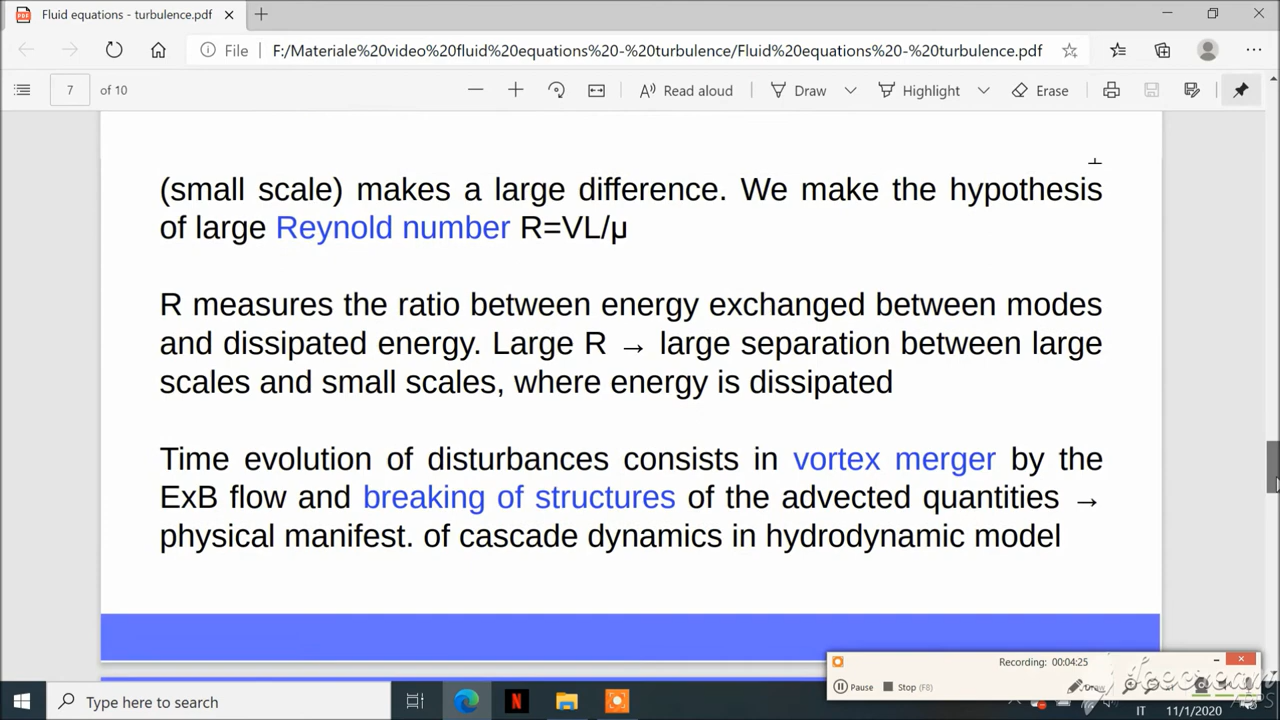 Fluid equations - turbulence.pdf
File F:/Materiale%20video%20fluid%20equations%20-%20turbulence/Fluid%20equations%20-%20turbulence.pdf
7 of 10 Read aloud Draw Highlight Erase
(small scale) makes a large difference. We make the hypothesis
of large Reynold number R=VL/μ
R measures the ratio between energy exchanged between modes
and dissipated energy. Large R → large separation between large
scales and small scales, where energy is dissipated
Time evolution of disturbances consists in vortex merger by the
ExB flow and breaking of structures of the advected quantities →
physical manifest. of cascade dynamics in hydrodynamic model
Recording: 00:04:25
Pause Stop (F8) Draw
Type here to search
IT 11/1/2020